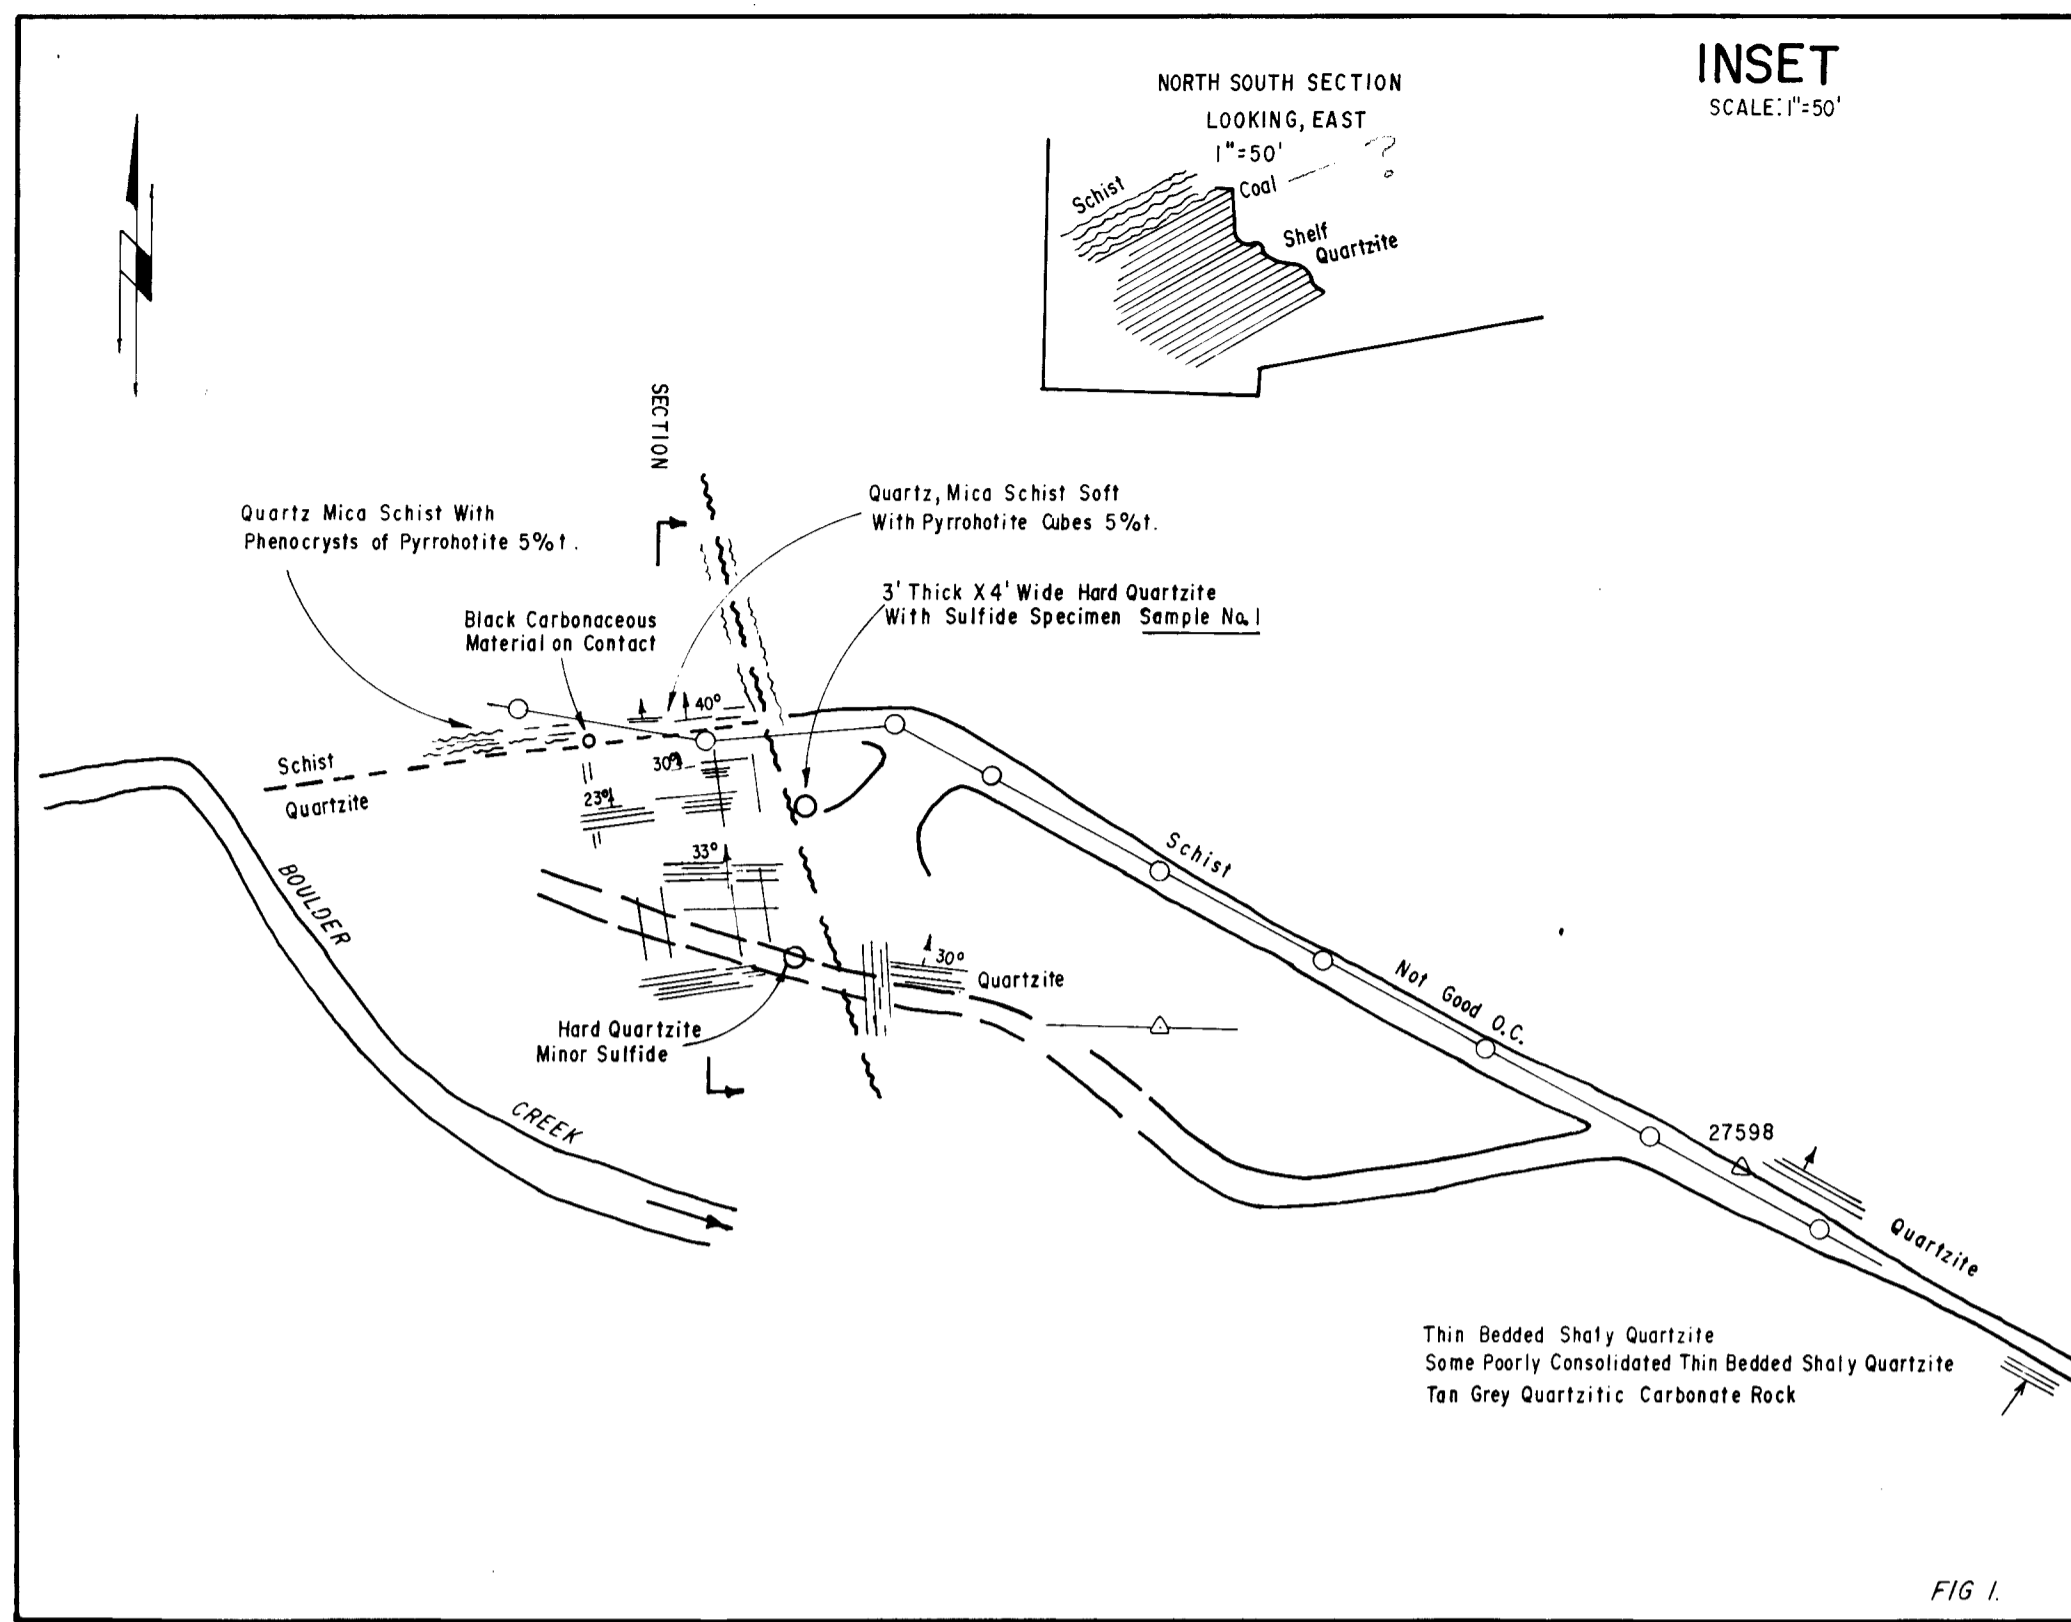 INSET
SCALE: 1"=50'
NORTH SOUTH SECTION
LOOKING, EAST
1"=50'
?
Schist
Coal
Shelf
Quartzite
SECTION
Quartz Mica Schist With
Phenocrysts of Pyrrohotite 5%t.
Quartz, Mica Schist Soft
With Pyrrohotite Cubes 5%t.
3' Thick X 4' Wide Hard Quartzite
With Sulfide Specimen Sample No. 1
Black Carbonaceous
Material on Contact
40°
30°
23°
33°
30°
Schist
Quartzite
BOULDER
CREEK
Quartzite
Hard Quartzite
Minor Sulfide
Schist
Not Good O.C.
27598
Quartzite
Thin Bedded Shaly Quartzite
Some Poorly Consolidated Thin Bedded Shaly Quartzite
Tan Grey Quartzitic Carbonate Rock
FIG 1.